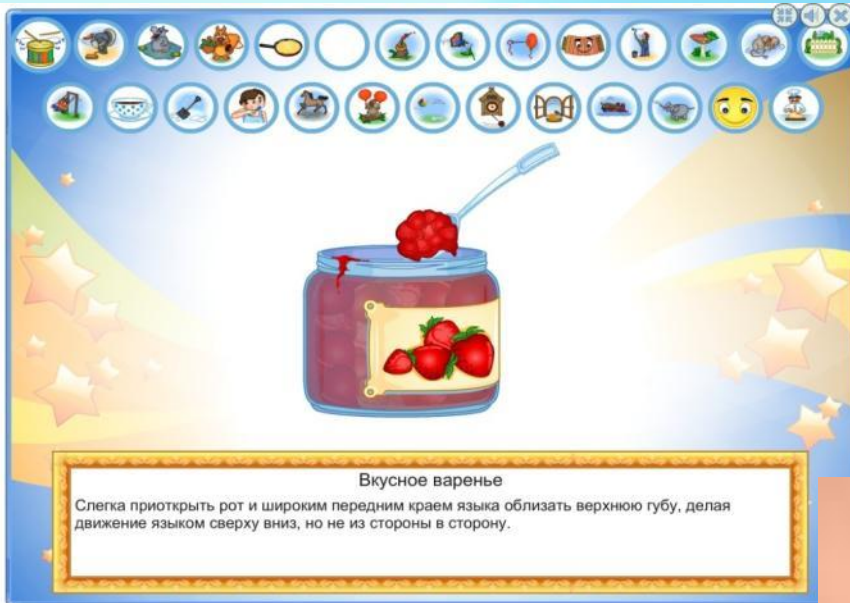 Вкусное варенье
Слегка приоткрыть рот и широким передним краем языка облизать верхнюю губу, делая
движение языком сверху вниз, но не из стороны в сторону.